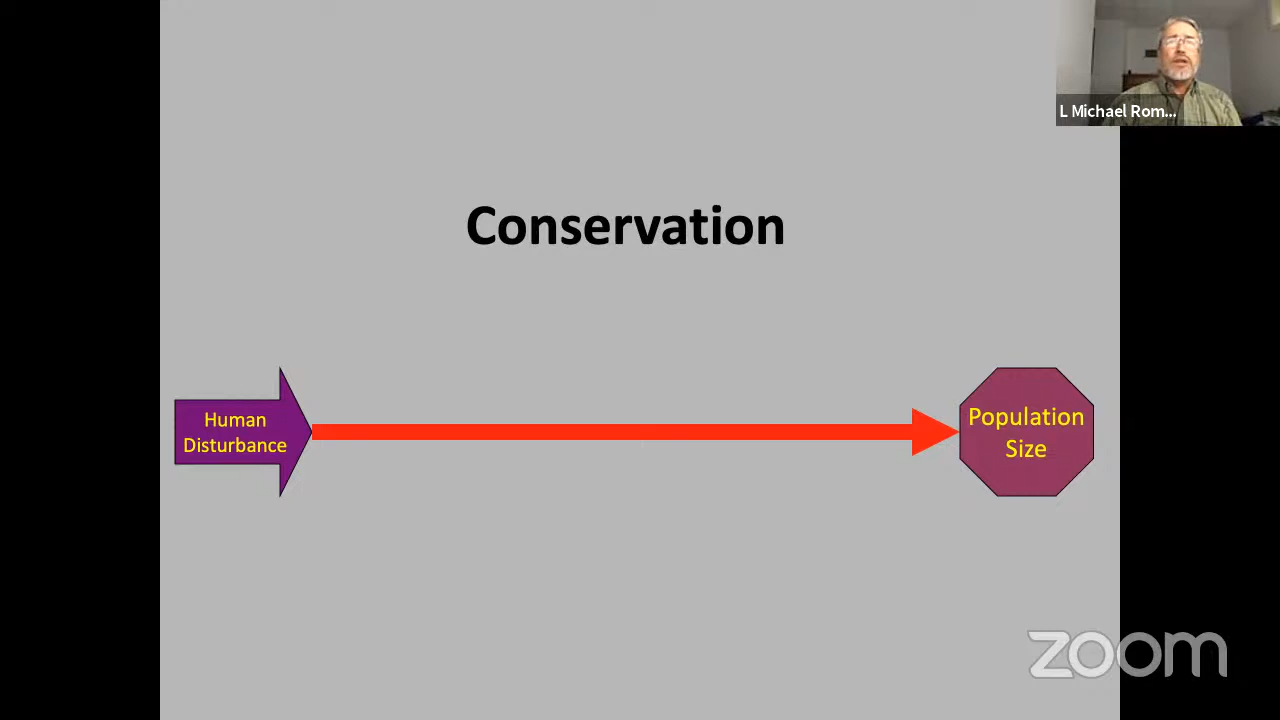 L Michael Rom...
Conservation
Human
Disturbance
Population
Size
zoom